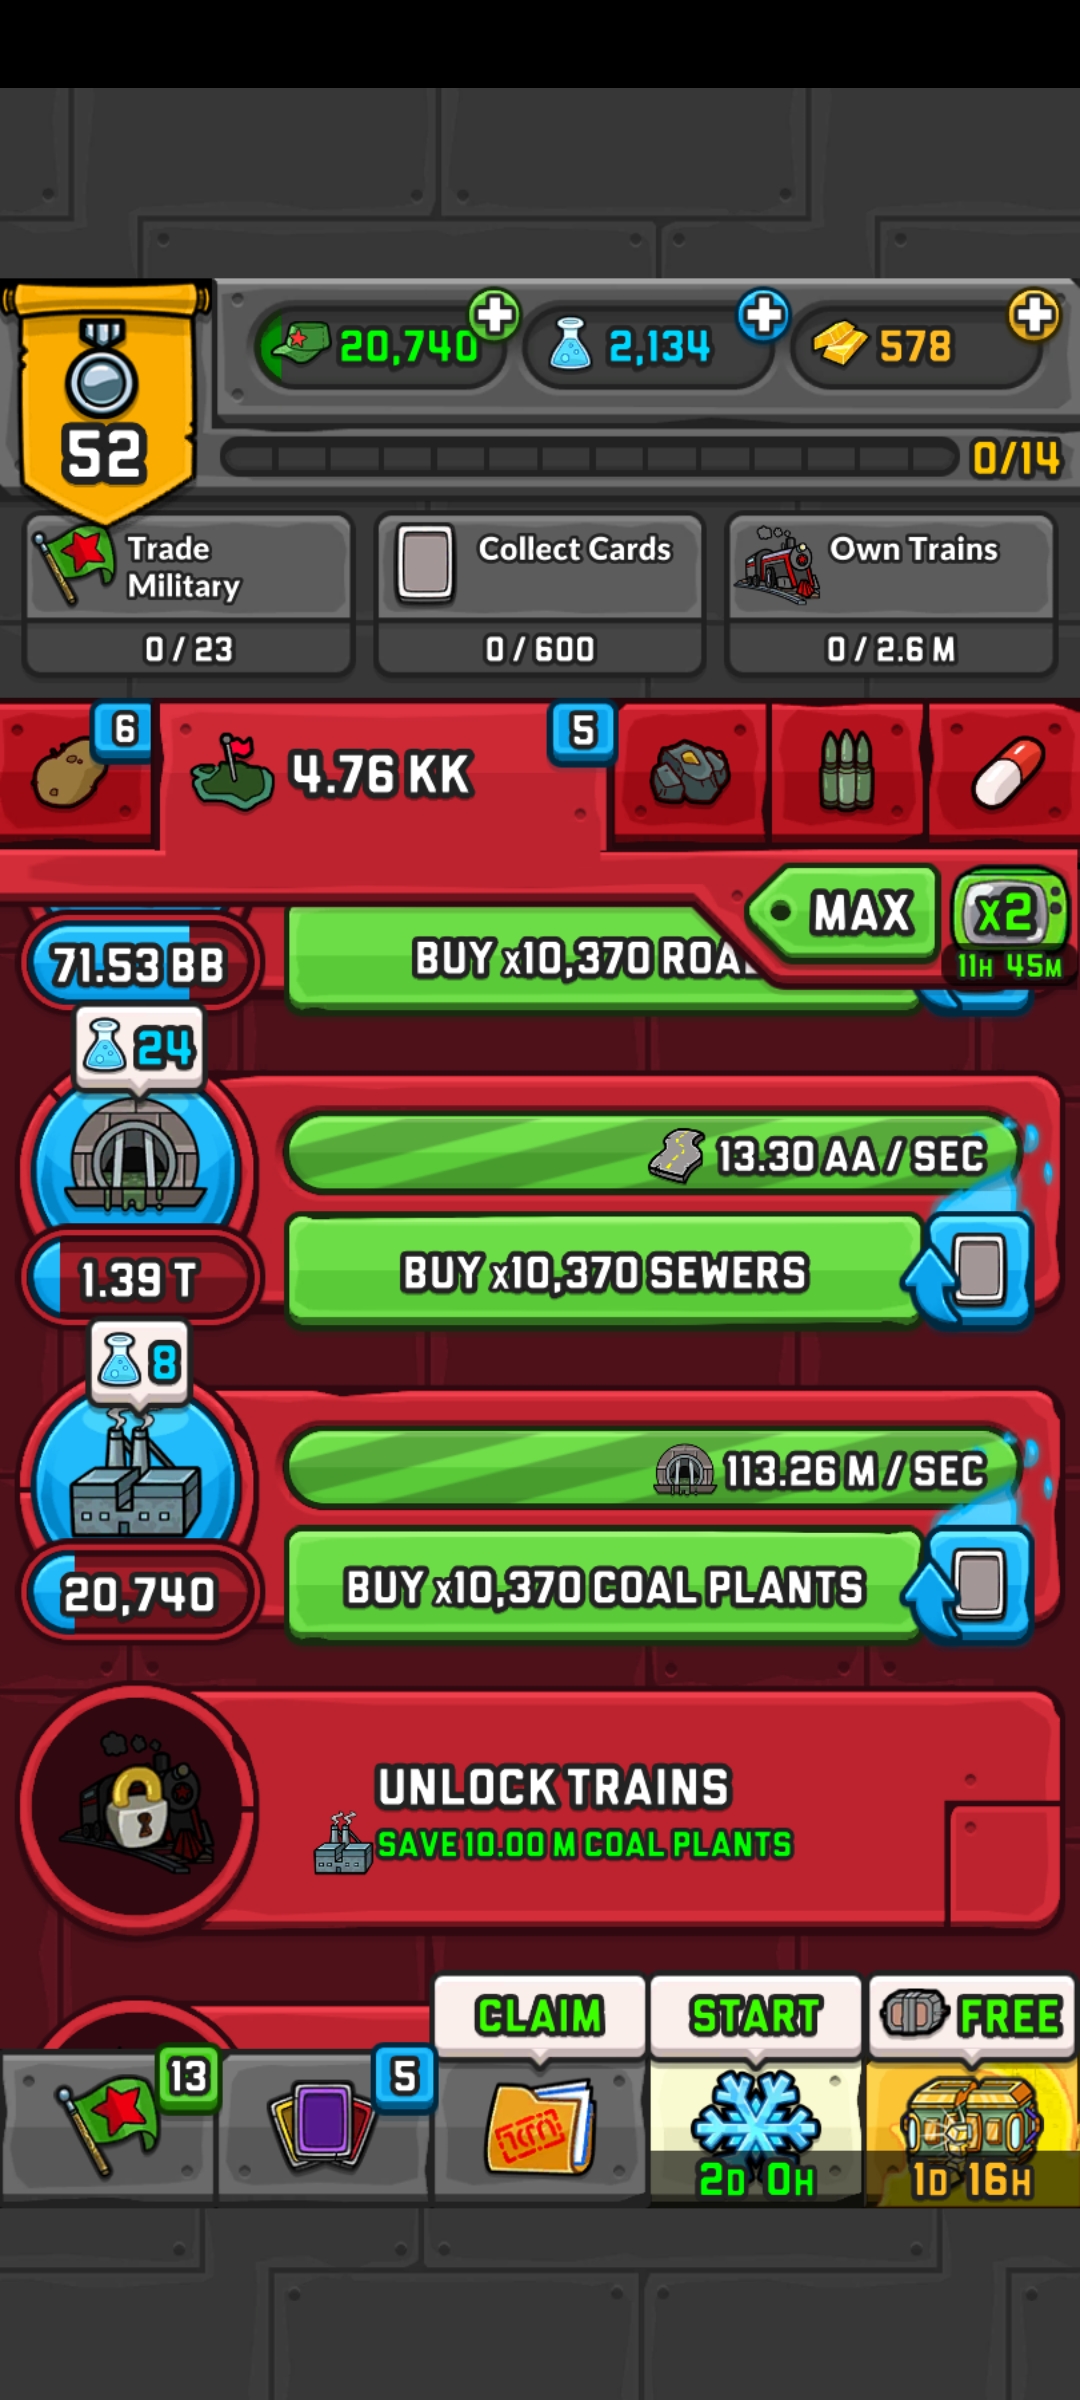 20,740
2,134
578
52
0/14
Trade
Military
Collect Cards
Own Trains
0 / 23
0 / 600
0 / 2.6 M
6
4.76 KK
5
MAX
x2
11H 45M
71.53 BB
BUY x10,370
24
13.30 AA / SEC
1.39 T
BUY x10,370 SEWERS
8
113.26 M / SEC
20,740
BUY x10,370 COAL PLANTS
UNLOCK TRAINS
SAVE 10.00 M COAL PLANTS
CLAIM
START
FREE
13
5
2D 0H
1D 16H